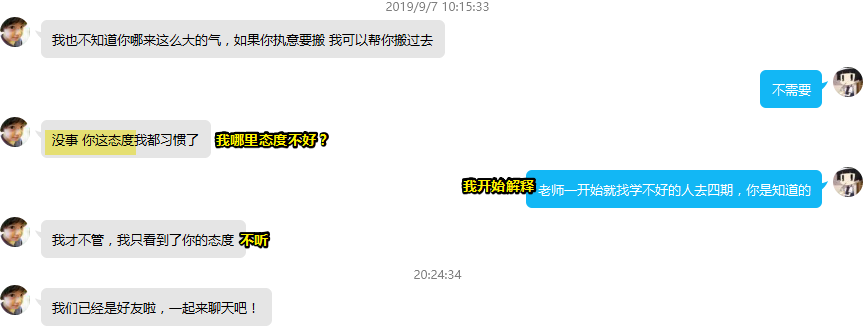 2019/9/7 10:15:33
我也不知道你哪来这么大的气，如果你执意要搬 我可以帮你搬过去
不需要
没事 你这态度我都习惯了 我哪里态度不好？
我开始解释 老师一开始就找学不好的人去四期，你是知道的
我才不管，我只看到了你的态度 不听
20:24:34
我们已经是好友啦，一起来聊天吧！